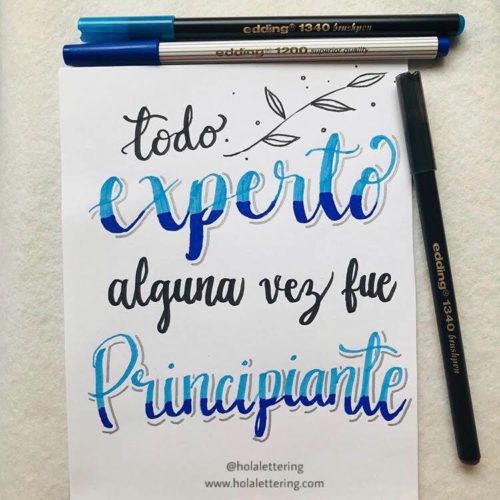 edding® 1340 brushpen
edding® 1200 superior quality
todo
experto
alguna vez fue
Principiante
edding® 1340 brushpen
@holalettering
www.holalettering.com